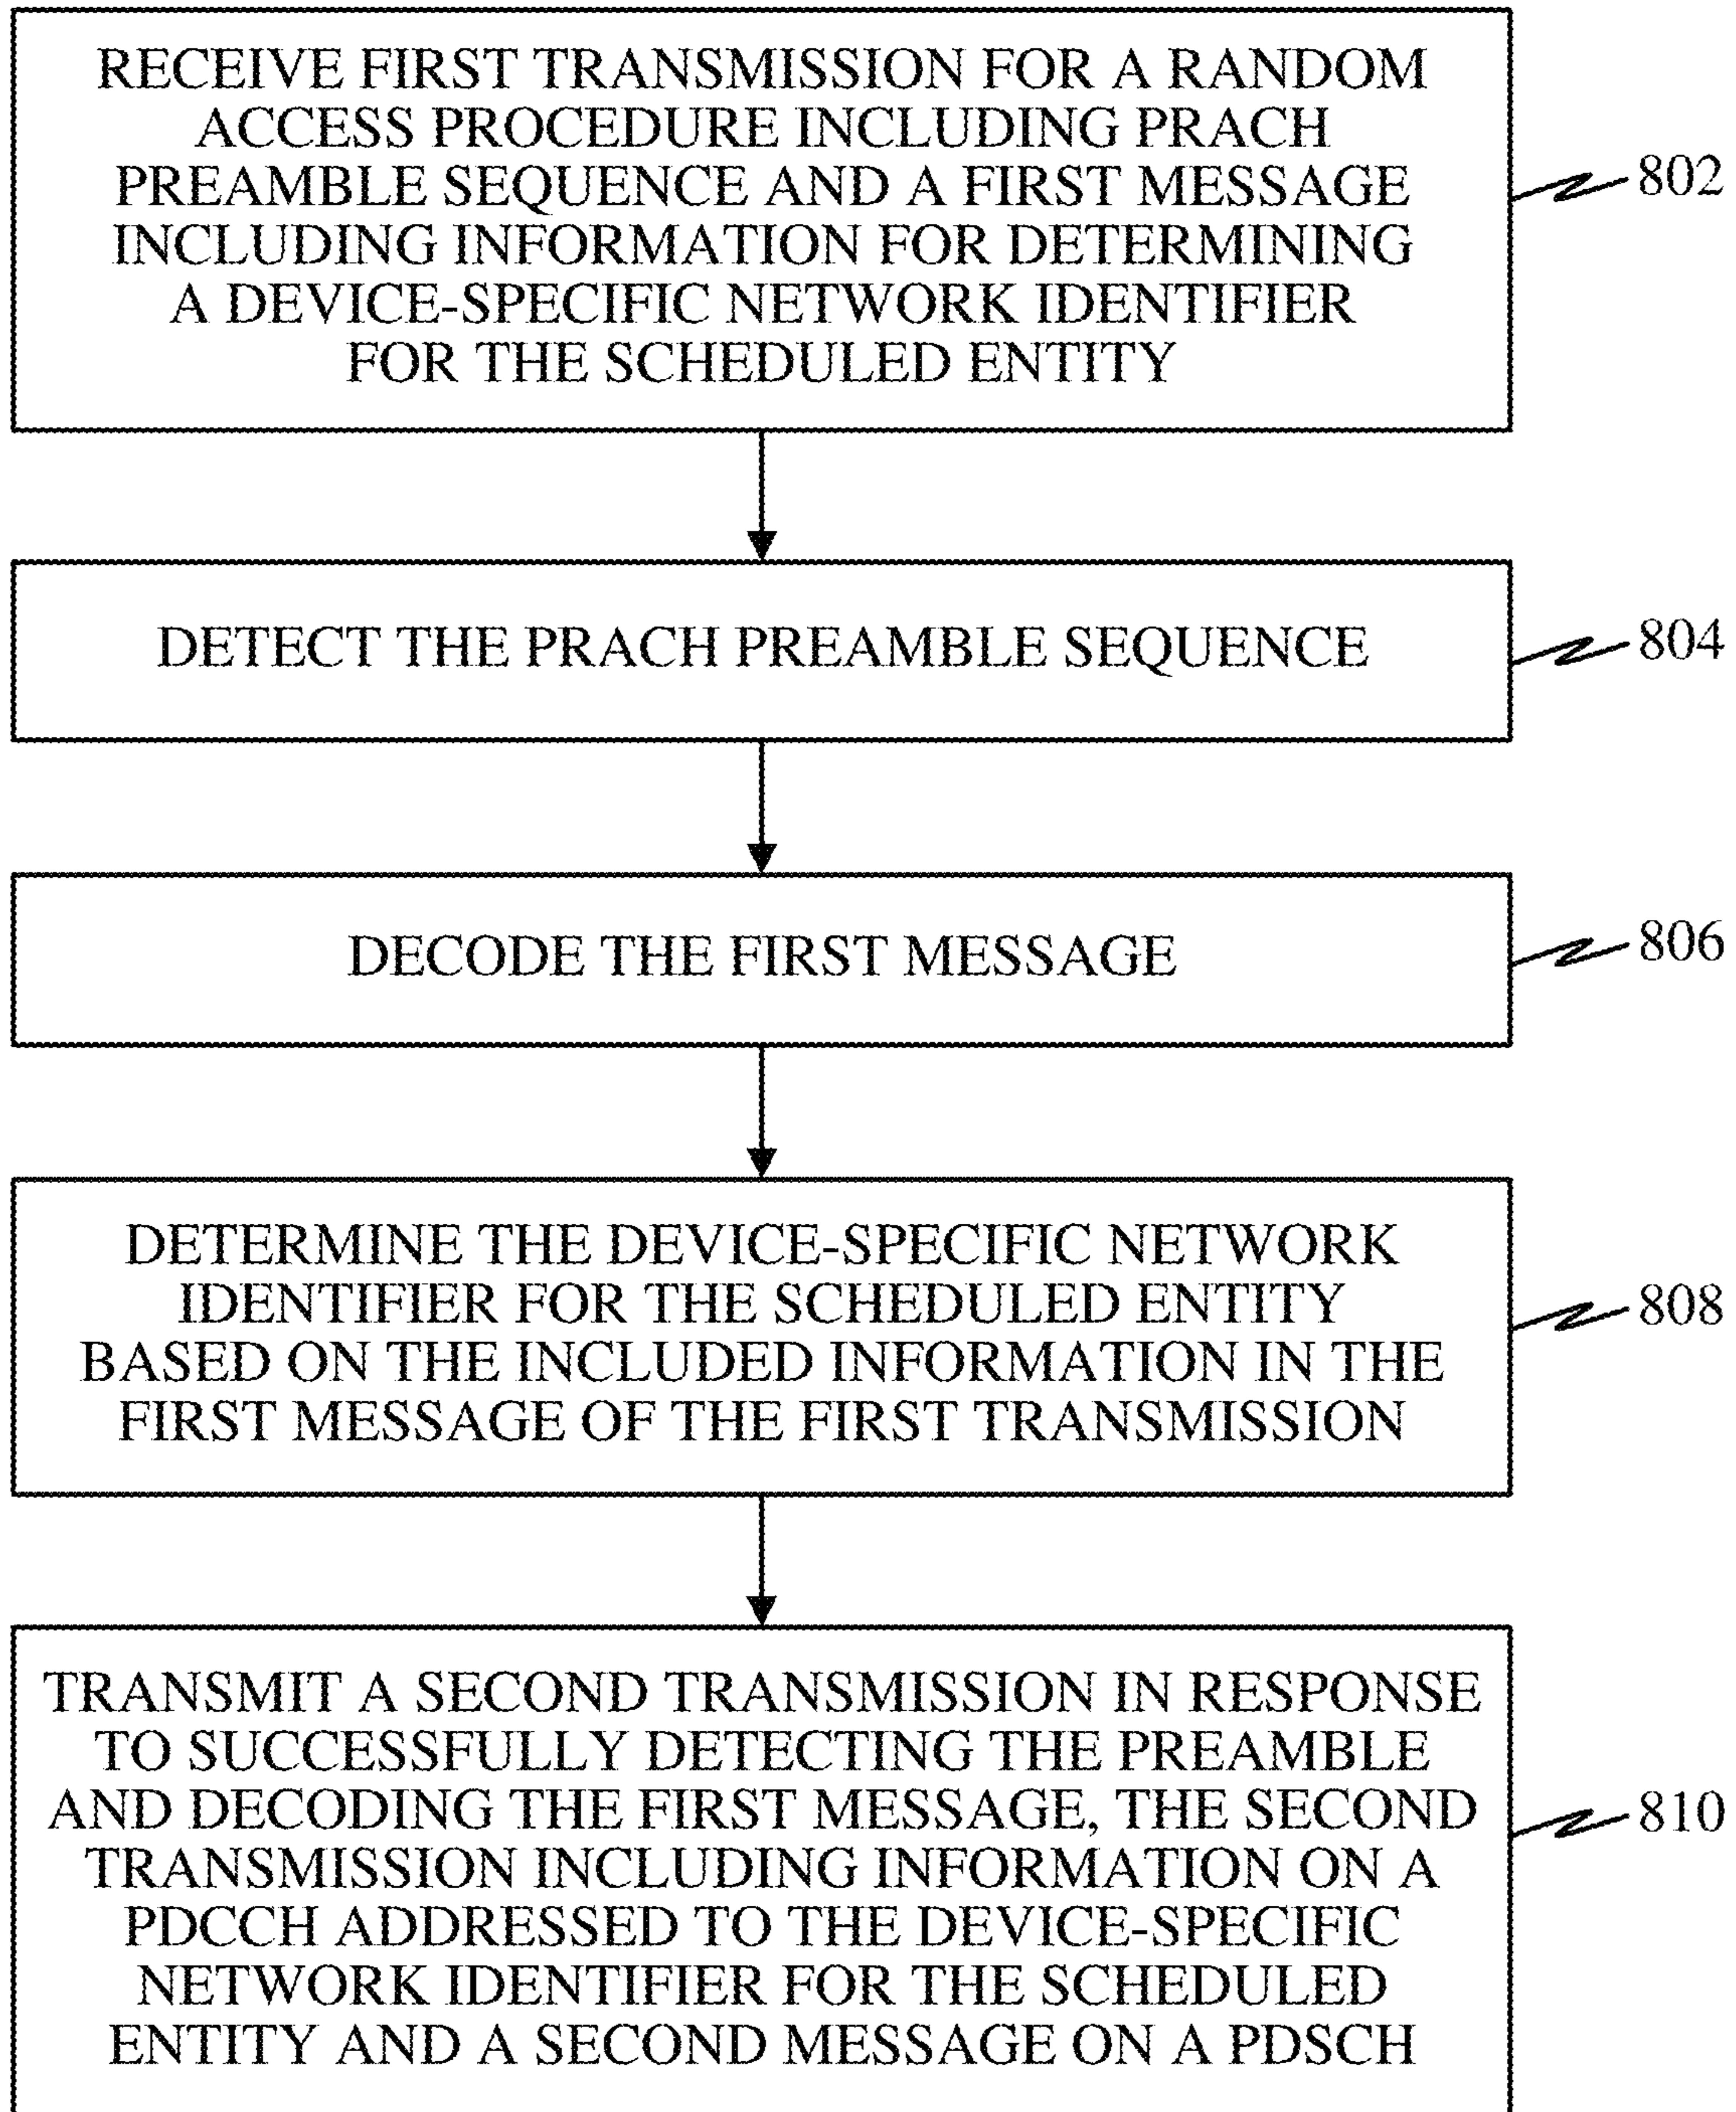 RECEIVE FIRST TRANSMISSION FOR A RANDOM
ACCESS PROCEDURE INCLUDING PRACH
PREAMBLE SEQUENCE AND A FIRST MESSAGE
INCLUDING INFORMATION FOR DETERMINING
A DEVICE-SPECIFIC NETWORK IDENTIFIER
FOR THE SCHEDULED ENTITY
802
DETECT THE PRACH PREAMBLE SEQUENCE
804
DECODE THE FIRST MESSAGE
806
DETERMINE THE DEVICE-SPECIFIC NETWORK
IDENTIFIER FOR THE SCHEDULED ENTITY
BASED ON THE INCLUDED INFORMATION IN THE
FIRST MESSAGE OF THE FIRST TRANSMISSION
808
TRANSMIT A SECOND TRANSMISSION IN RESPONSE
TO SUCCESSFULLY DETECTING THE PREAMBLE
AND DECODING THE FIRST MESSAGE, THE SECOND
TRANSMISSION INCLUDING INFORMATION ON A
PDCCH ADDRESSED TO THE DEVICE-SPECIFIC
NETWORK IDENTIFIER FOR THE SCHEDULED
ENTITY AND A SECOND MESSAGE ON A PDSCH
810